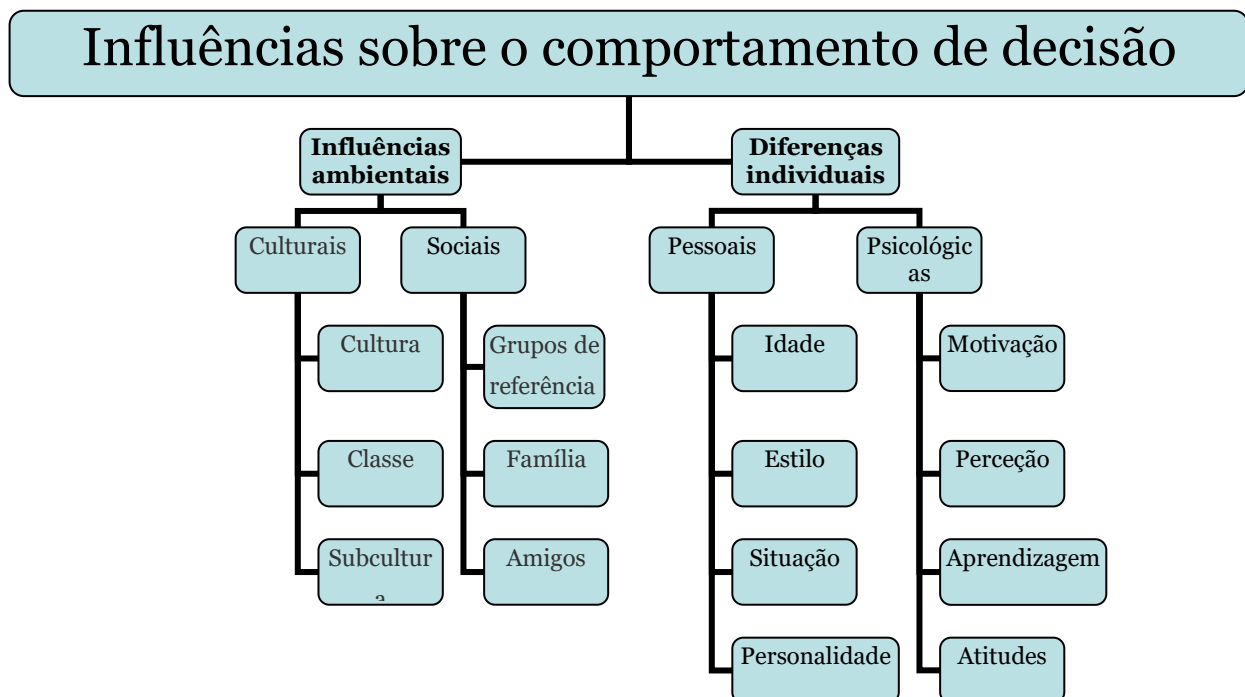 Influências sobre o comportamento de decisão
Influências
ambientais
Diferenças
individuais
Culturais
Sociais
Pessoais
Psicológic
as
Cultura
Grupos de
referência
Idade
Motivação
Classe
Família
Estilo
Perceção
Subcultur
a
Amigos
Situação
Aprendizagem
Personalidade
Atitudes